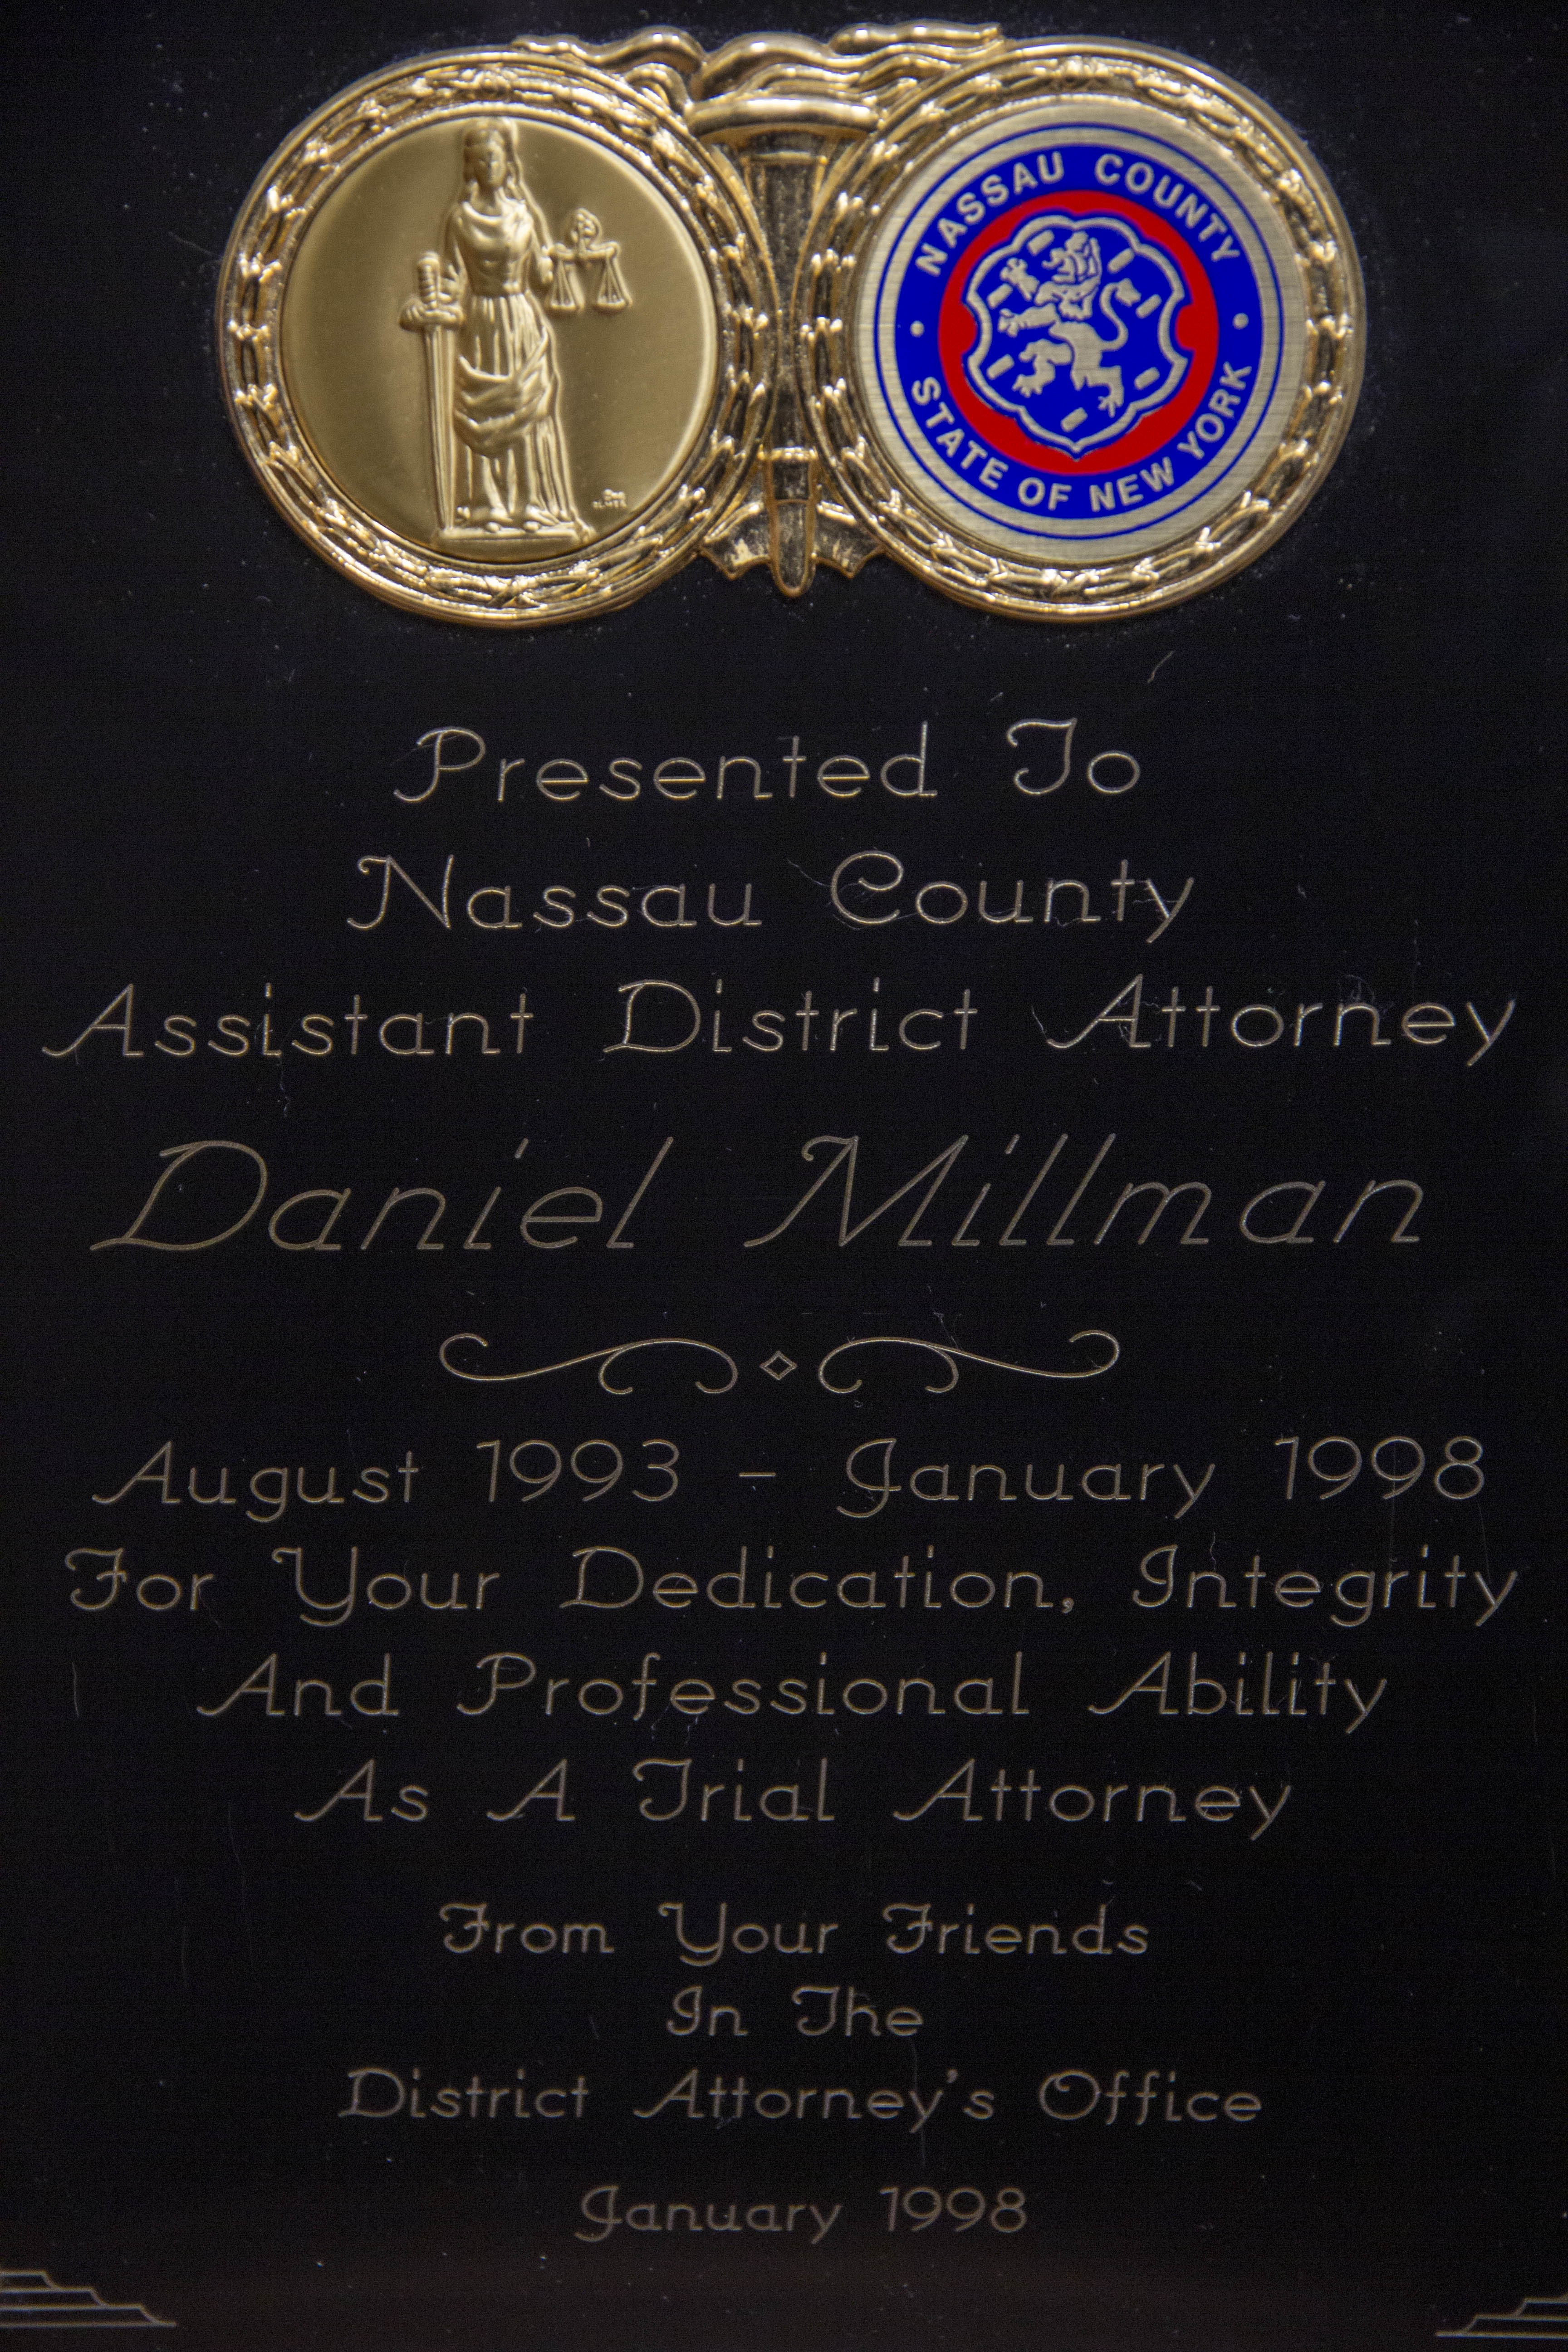 NASSAU COUNTY
STATE OF NEW YORK
Presented To
Nassau County
Assistant District Attorney
Daniel Millman
August 1993 - January 1998
For Your Dedication, Integrity
And Professional Ability
As A Trial Attorney
From Your Friends
In The
District Attorney's Office
January 1998